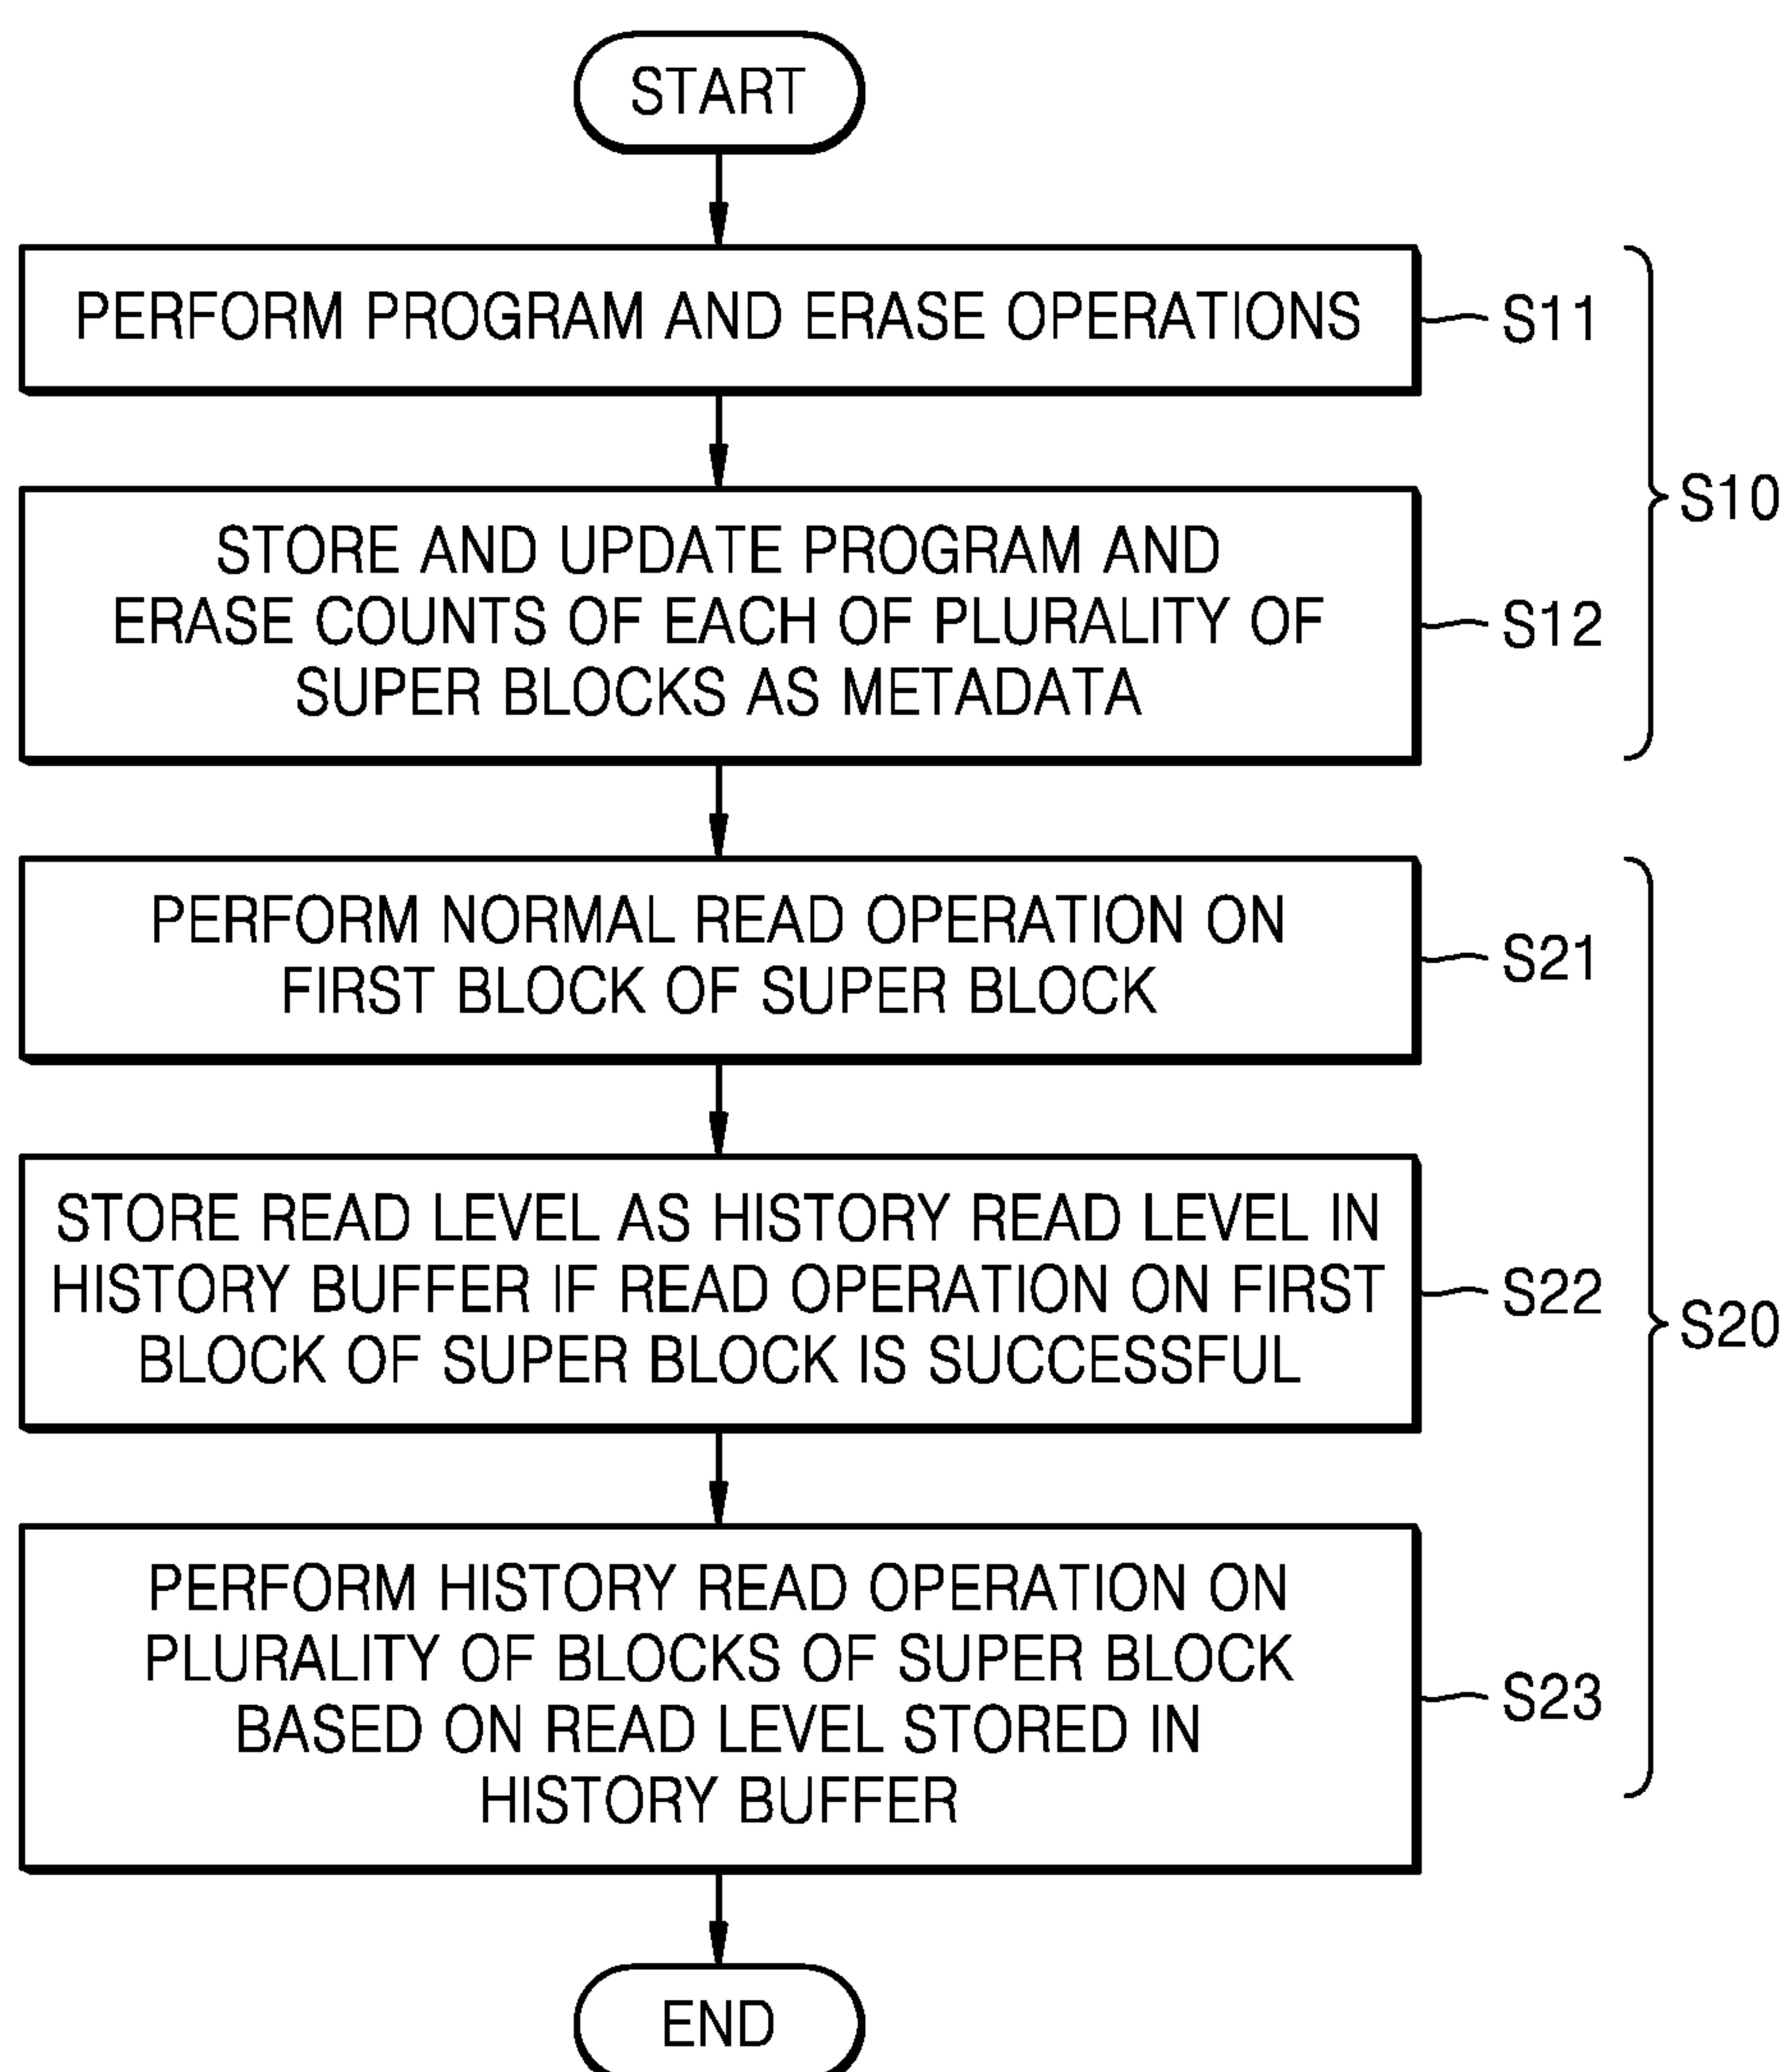 START
PERFORM PROGRAM AND ERASE OPERATIONS
S11
STORE AND UPDATE PROGRAM AND
ERASE COUNTS OF EACH OF PLURALITY OF
SUPER BLOCKS AS METADATA
S12
S10
PERFORM NORMAL READ OPERATION ON
FIRST BLOCK OF SUPER BLOCK
S21
STORE READ LEVEL AS HISTORY READ LEVEL IN
HISTORY BUFFER IF READ OPERATION ON FIRST
BLOCK OF SUPER BLOCK IS SUCCESSFUL
S22
S20
PERFORM HISTORY READ OPERATION ON
PLURALITY OF BLOCKS OF SUPER BLOCK
BASED ON READ LEVEL STORED IN
HISTORY BUFFER
S23
END